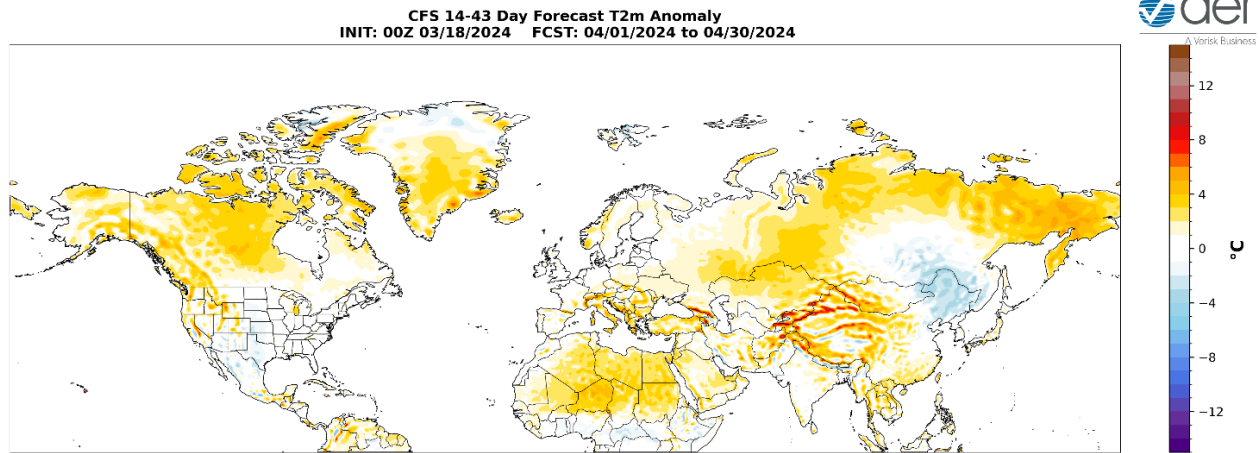 CFS 14-43 Day Forecast T2m Anomaly
INIT: 00Z 03/18/2024 FCST: 04/01/2024 to 04/30/2024
aer
A Verisk Business
12
8
4
0
−4
−8
−12
°C